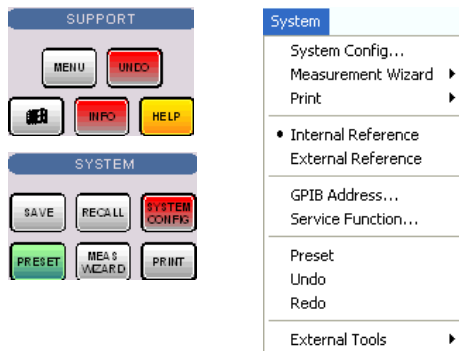 SUPPORT
MENU
UNDO
INFO
HELP
SYSTEM
SAVE
RECALL
SYSTEM
CONFIG
PRESET
MEAS
WIZARD
PRINT
System
System Config...
Measurement Wizard
Print
Internal Reference
External Reference
GPIB Address...
Service Function...
Preset
Undo
Redo
External Tools